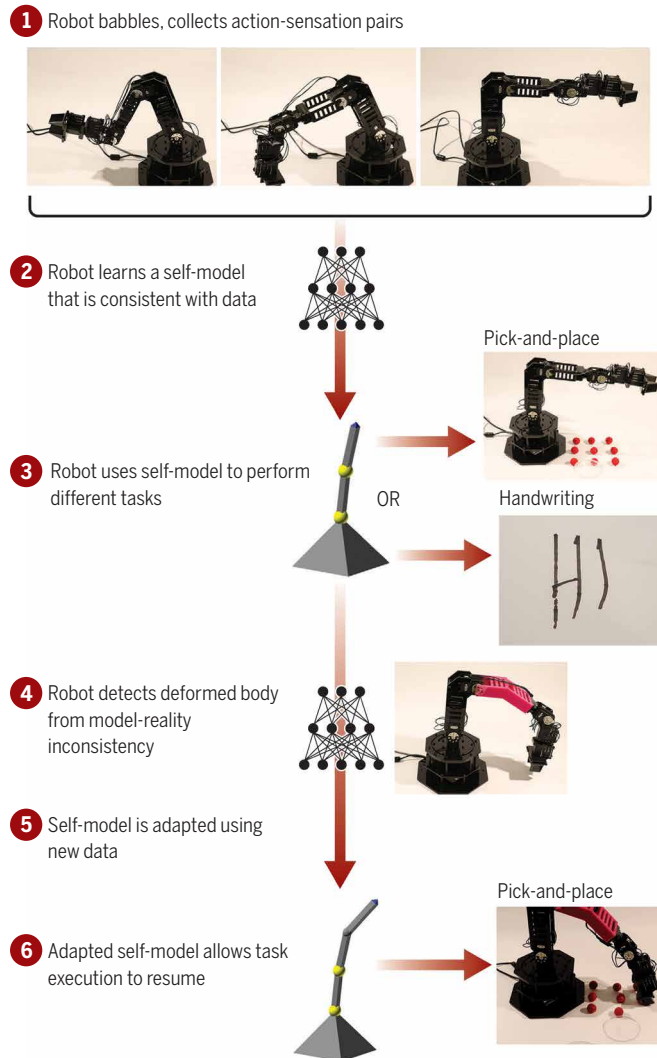 1 Robot babbles, collects action-sensation pairs
2 Robot learns a self-model
that is consistent with data
Pick-and-place
3 Robot uses self-model to perform
different tasks
OR
Handwriting
HI
4 Robot detects deformed body
from model-reality
inconsistency
5 Self-model is adapted using
new data
Pick-and-place
6 Adapted self-model allows task
execution to resume